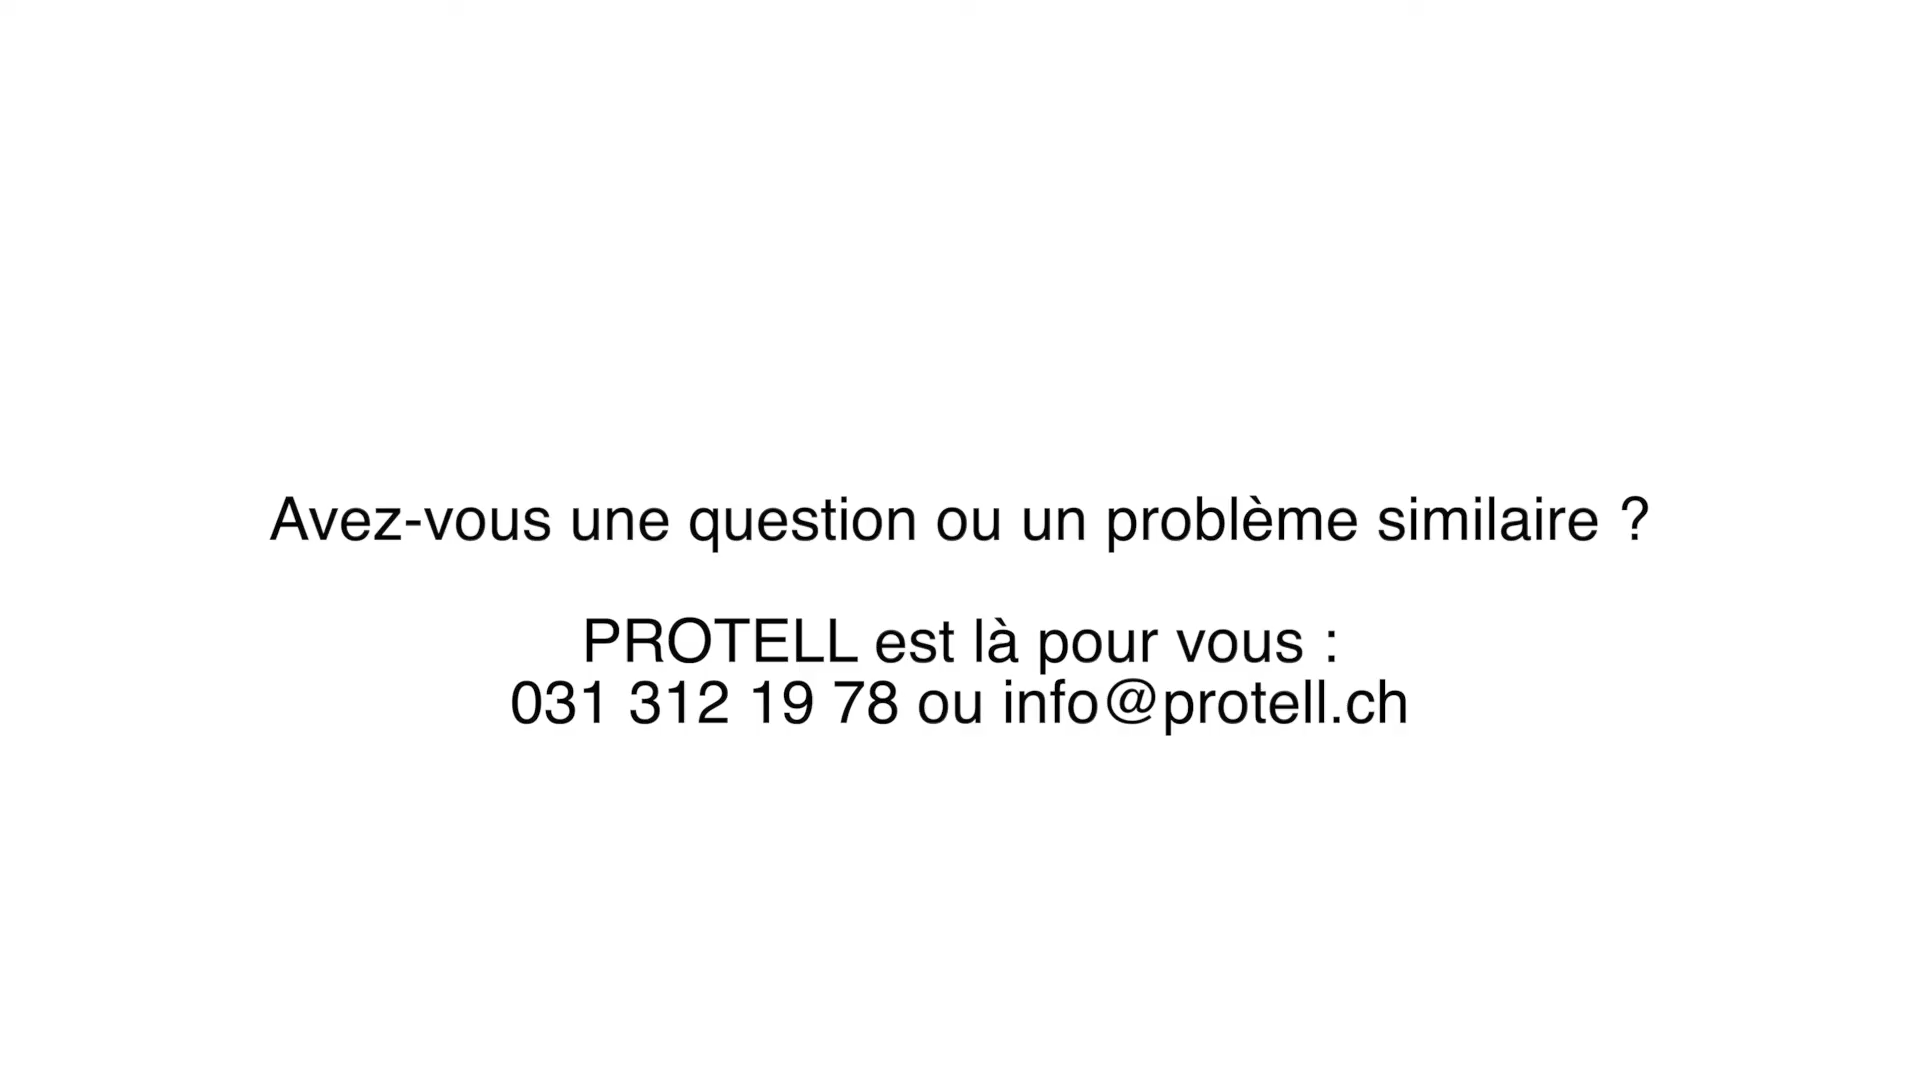 Avez-vous une question ou un problème similaire ?
PROTELL est là pour vous :
031 312 19 78 ou info@protell.ch